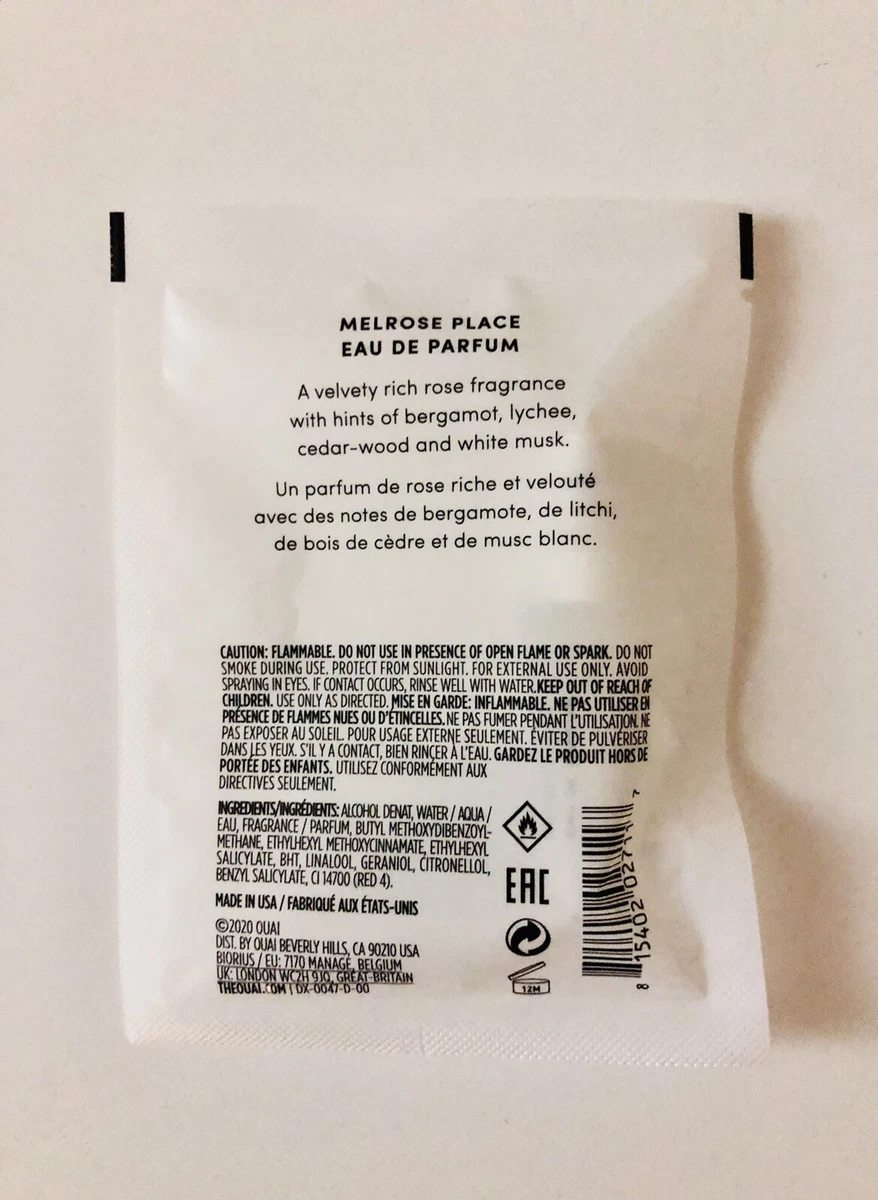 MELROSE PLACE
EAU DE PARFUM
A velvety rich rose fragrance
with hints of bergamot, lychee,
cedar-wood and white musk.
Un parfum de rose riche et velouté
avec des notes de bergamote, de litchi,
de bois de cèdre et de musc blanc.
CAUTION: FLAMMABLE. DO NOT USE IN PRESENCE OF OPEN FLAME OR SPARK. DO NOT
SMOKE DURING USE. PROTECT FROM SUNLIGHT. FOR EXTERNAL USE ONLY. AVOID
SPRAYING IN EYES. IF CONTACT OCCURS, RINSE WELL WITH WATER. KEEP OUT OF REACH OF
CHILDREN. USE ONLY AS DIRECTED. MISE EN GARDE: INFLAMMABLE. NE PAS UTILISER EN
PRÉSENCE DE FLAMMES NUES OU D'ÉTINCELLES. NE PAS FUMER PENDANT L'UTILISATION. NE
PAS EXPOSER AU SOLEIL. POUR USAGE EXTERNE SEULEMENT. ÉVITER DE PULVÉRISER
DANS LES YEUX. S'IL Y A CONTACT, BIEN RINCER À L'EAU. GARDEZ LE PRODUIT HORS DE
PORTÉE DES ENFANTS. UTILISEZ CONFORMÉMENT AUX
DIRECTIVES SEULEMENT.
INGREDIENTS/INGRÉDIENTS: ALCOHOL DENAT, WATER / AQUA /
EAU, FRAGRANCE / PARFUM, BUTYL METHOXYDIBENZOYL-
METHANE, ETHYLHEXYL METHOXYCINNAMATE, ETHYLHEXYL
SALICYLATE, BHT, LINALOOL, GERANIOL, CITRONELLOL,
BENZYL SALICYLATE, CI 14700 (RED 4).
MADE IN USA / FABRIQUÉ AUX ÉTATS-UNIS
©2020 OUAI
DIST. BY OUAI BEVERLY HILLS, CA 90210 USA
BIORIUS / EU: 7170 MANAGE, BELGIUM
UK: LONDON WC2H 9JQ, GREAT-BRITAIN
THEOUAI.COM | DX-0047-D-00
EAC
12M
8 15402 02711 7